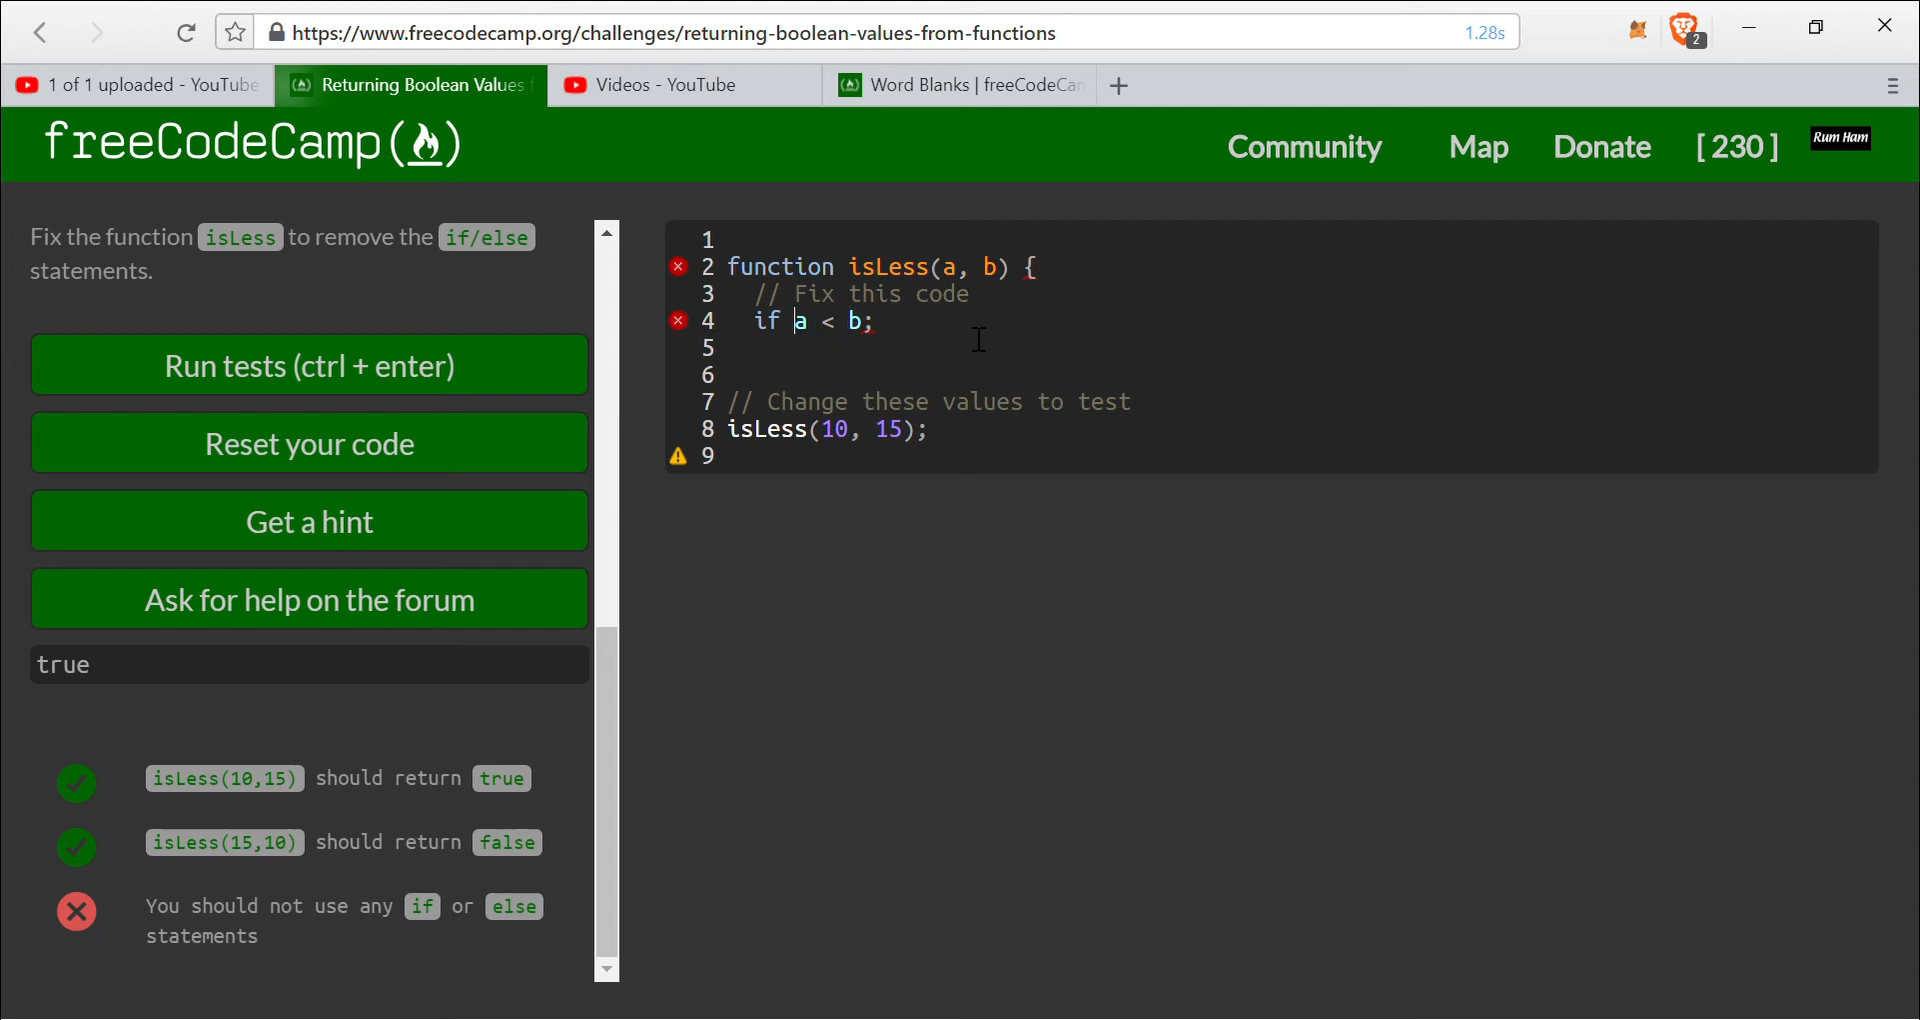 https://www.freecodecamp.org/challenges/returning-boolean-values-from-functions
1.28s
2
1 of 1 uploaded - YouTube
Returning Boolean Values
Videos - YouTube
Word Blanks | freeCodeCam
freeCodeCamp(
)
Community
Map
Donate
[ 230 ]
Rum Ham
Fix the function isLess to remove the if/else
statements.
Run tests (ctrl + enter)
Reset your code
Get a hint
Ask for help on the forum
true
isLess(10,15) should return true
isLess(15,10) should return false
You should not use any if or else
statements
1
2 function isLess(a, b) {
3 // Fix this code
4 if a < b;
5
6
7 // Change these values to test
8 isLess(10, 15);
9